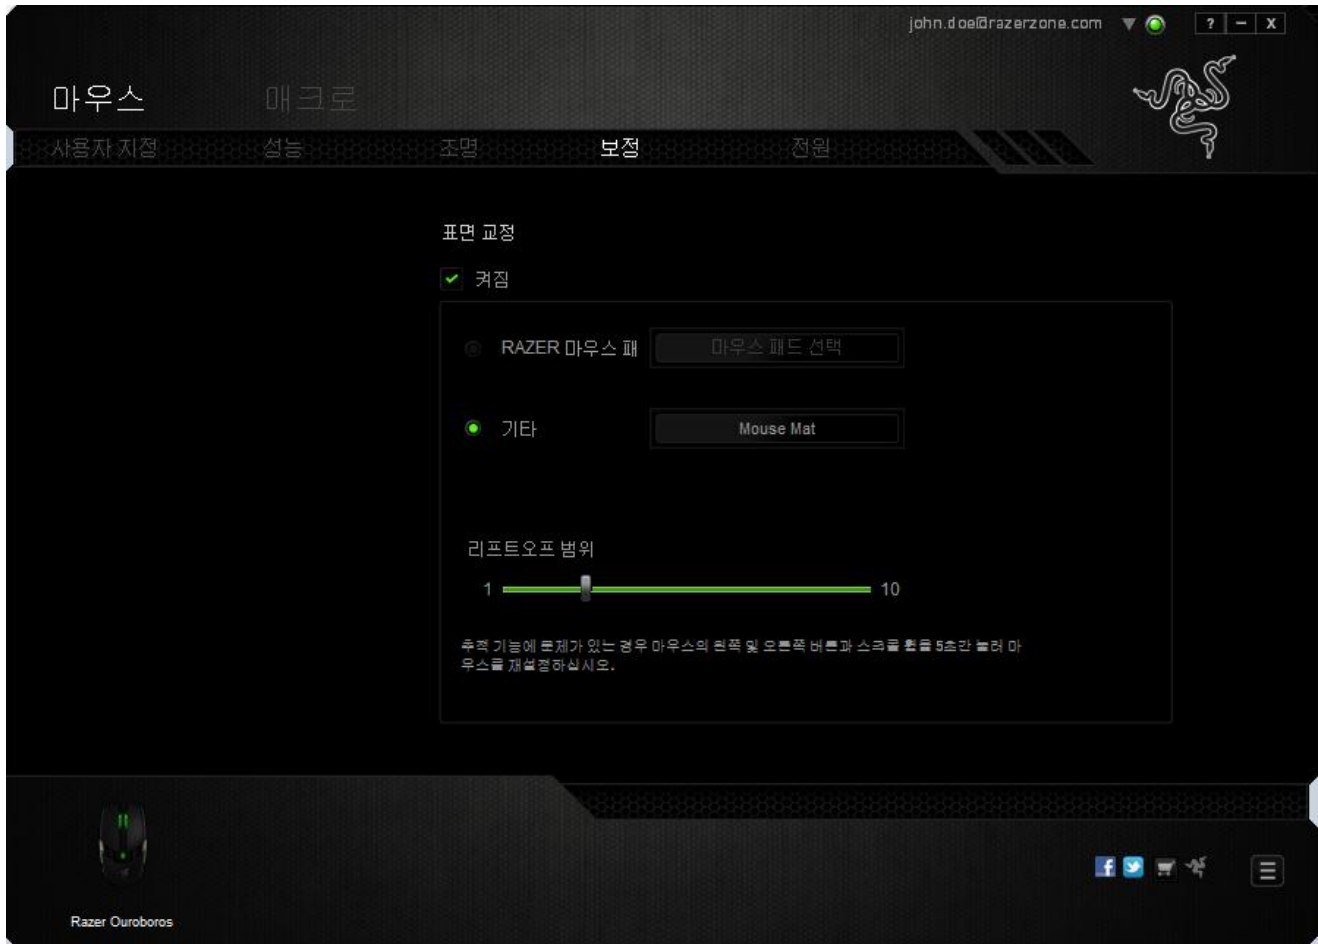 john.doe@razerzone.com
? - X
마우스 매크로
사용자 지정 성능 조명 보정 전원
표면 교정
켜짐
RAZER 마우스 패 마우스 패드 선택
기타 Mouse Mat
리프트오프 범위
1 10
추적 기능에 문제가 있는 경우 마우스의 왼쪽 및 오른쪽 버튼과 스크롤 휠을 5초간 눌러 마
우스를 재설정하십시오.
Razer Ouroboros